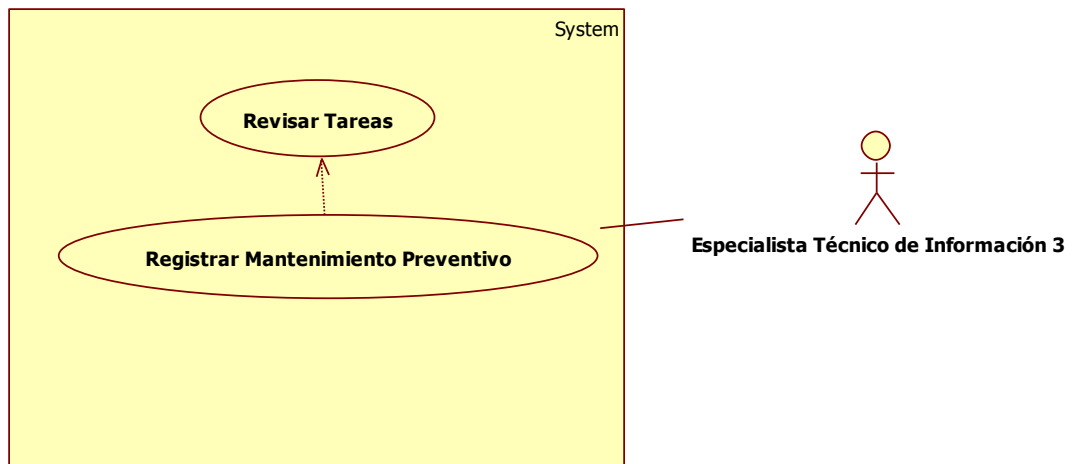 System
Revisar Tareas
Registrar Mantenimiento Preventivo
Especialista Técnico de Información 3